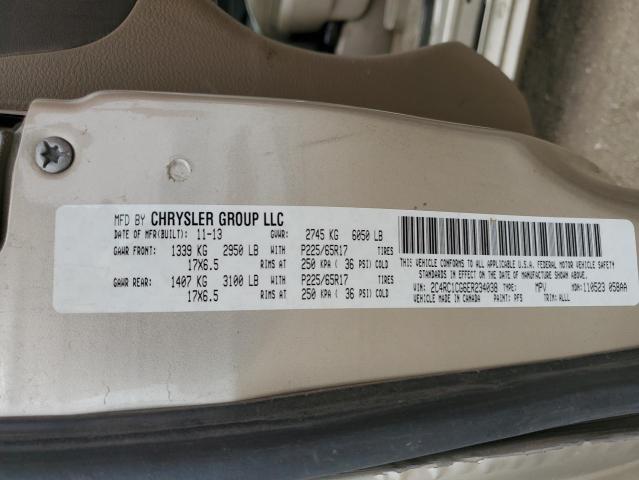 MFD BY CHRYSLER GROUP LLC
DATE OF MFR(BUILT): 11-13 GVWR: 2745 KG 6050 LB
GAWR FRONT: 1339 KG 2950 LB WITH P225/65R17 TIRES
17X6.5 RIMS AT 250 KPA ( 36 PSI) COLD
GAWR REAR: 1407 KG 3100 LB WITH P225/65R17 TIRES
17X6.5 RIMS AT 250 KPA ( 36 PSI) COLD
THIS VEHICLE CONFORMS TO ALL APPLICABLE U.S.A. FEDERAL MOTOR VEHICLE SAFETY
STANDARDS IN EFFECT ON THE DATE OF MANUFACTURE SHOWN ABOVE.
VIN: 2C4RC1CG6ER234038 TYPE: MPV MDH: 110523 058AA
VEHICLE MADE IN CANADA PAINT: PFS TRIM: ALLL